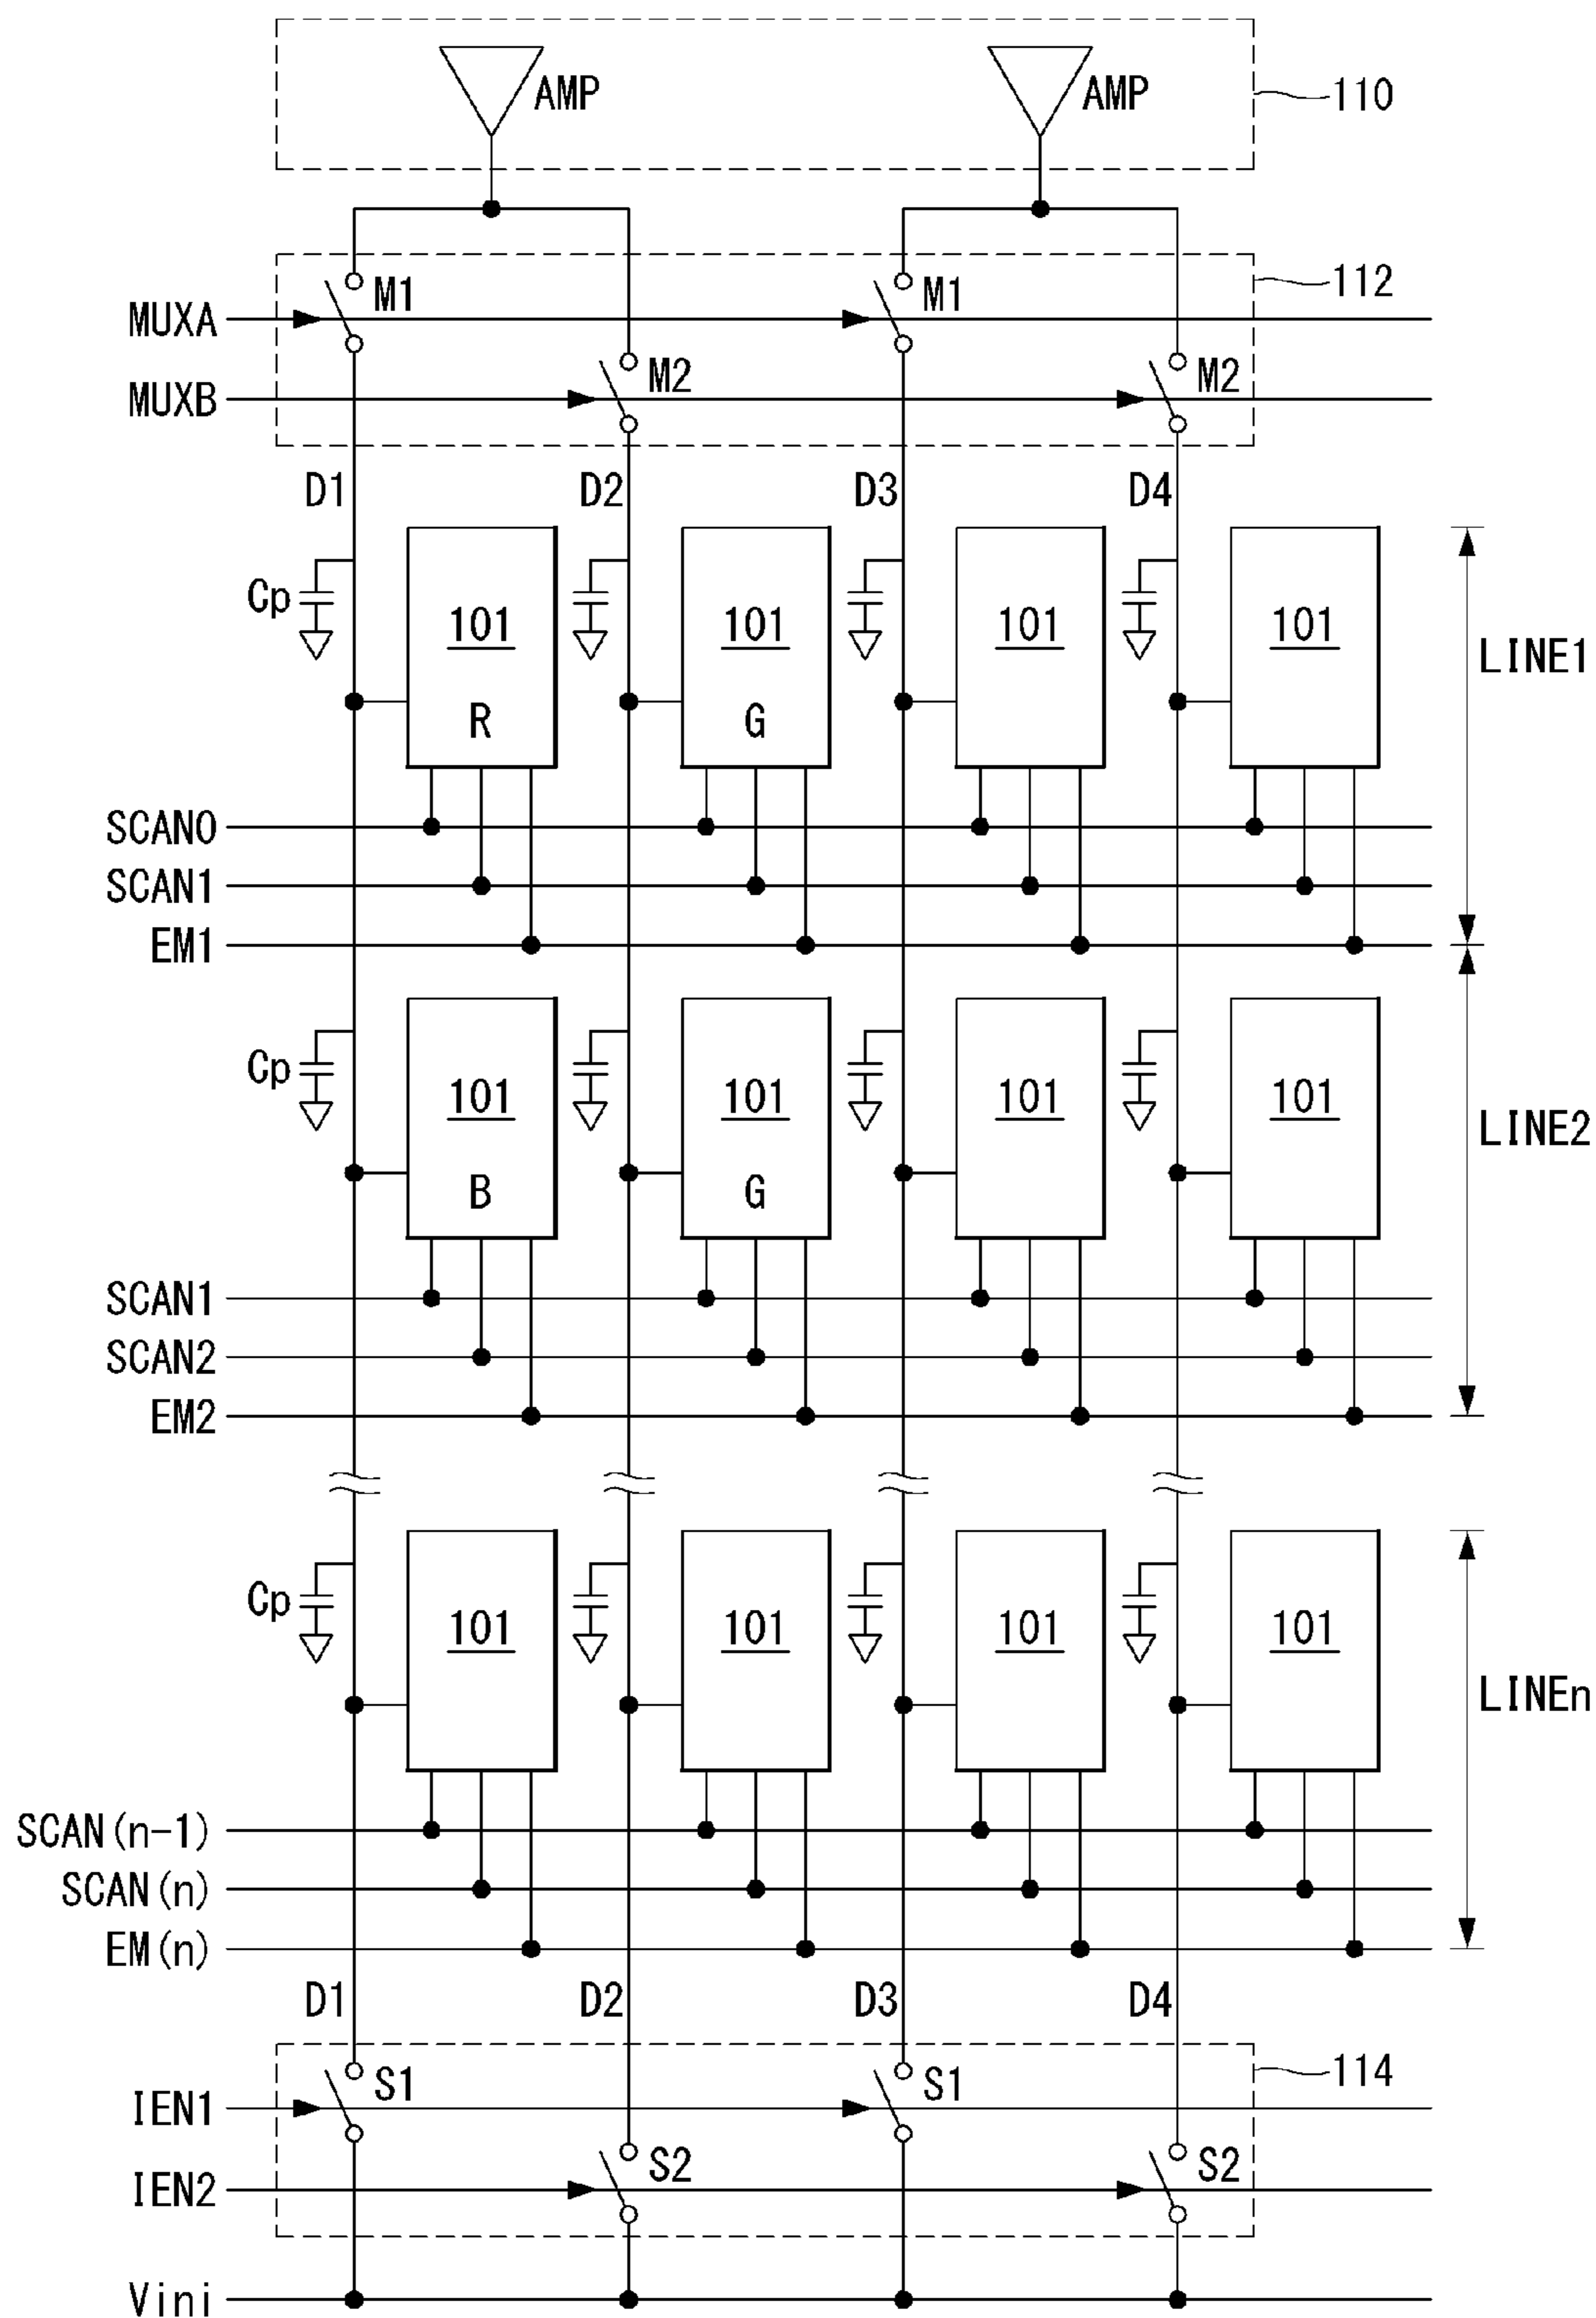 AMP AMP 110
M1 M1 112
MUXA
M2 M2
MUXB
D1 D2 D3 D4
Cp 101 101 101 101 LINE1
R G
SCAN0
SCAN1
EM1
Cp 101 101 101 101 LINE2
B G
SCAN1
SCAN2
EM2
Cp 101 101 101 101 LINEn
SCAN(n-1)
SCAN(n)
EM(n)
D1 D2 D3 D4
S1 S1 114
IEN1
S2 S2
IEN2
Vini